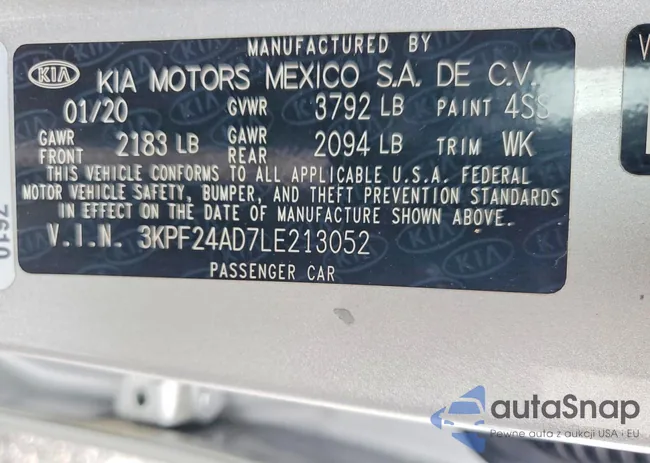 MANUFACTURED BY
KIA KIA MOTORS MEXICO S.A. DE C.V.
01/20 GVWR 3792 LB PAINT 4SS
GAWR FRONT 2183 LB GAWR REAR 2094 LB TRIM WK
THIS VEHICLE CONFORMS TO ALL APPLICABLE U.S.A. FEDERAL
MOTOR VEHICLE SAFETY, BUMPER, AND THEFT PREVENTION STANDARDS
IN EFFECT ON THE DATE OF MANUFACTURE SHOWN ABOVE.
V.I.N. 3KPF24AD7LE213052
PASSENGER CAR
V
autoSnap
Pewne auta z aukcji USA • EU